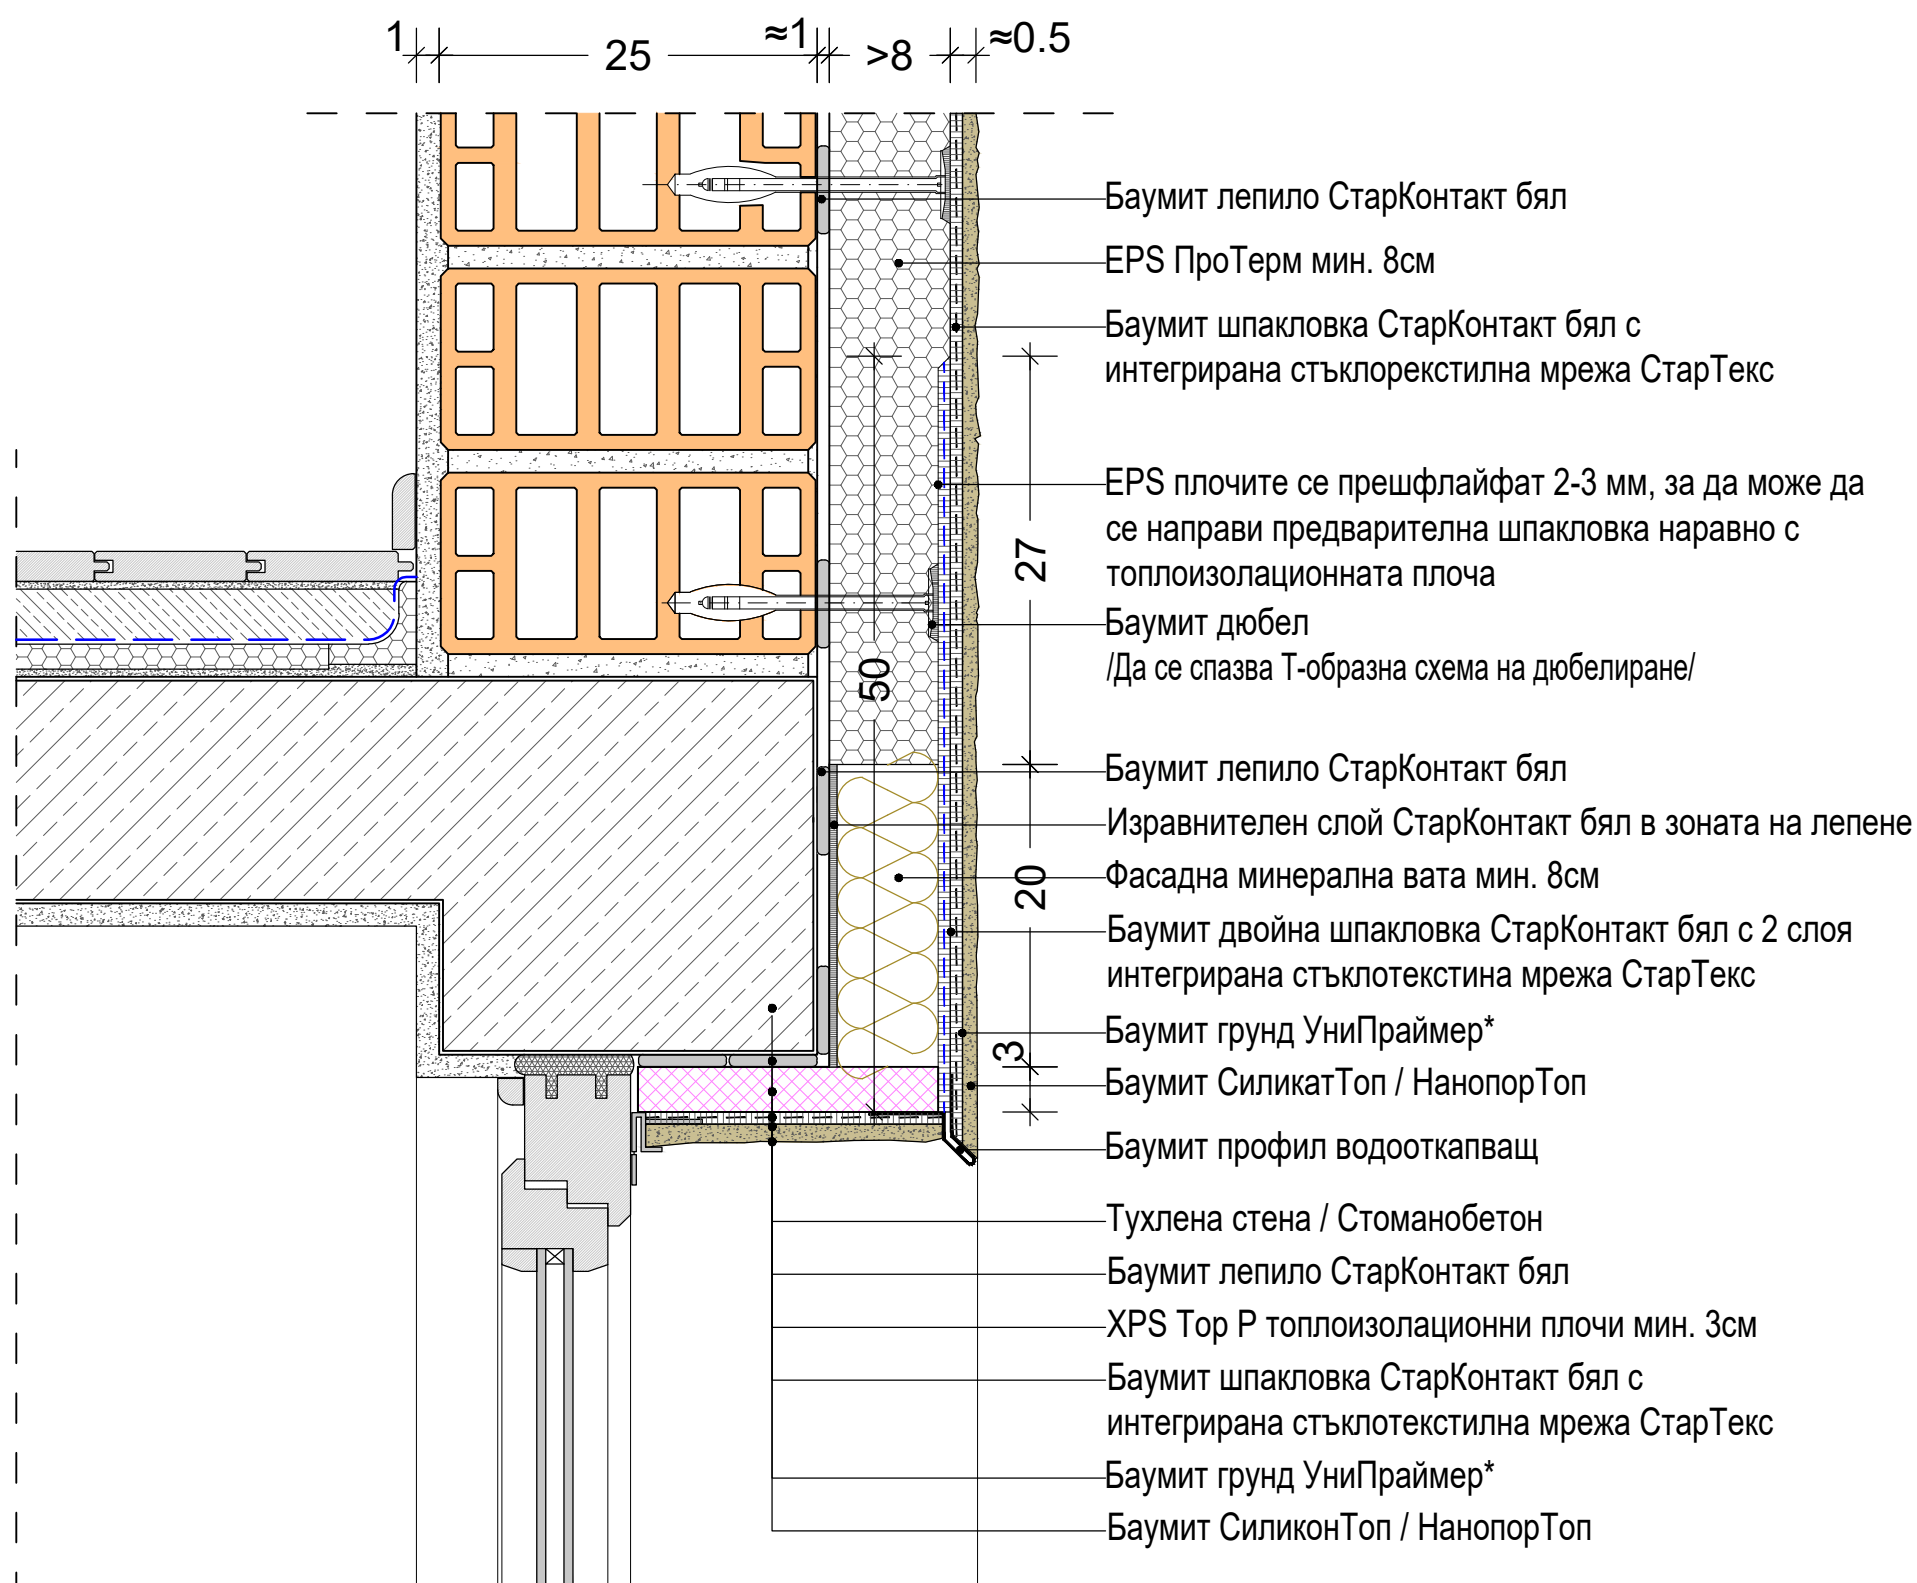 1
25
≈1
>8
≈0.5
Баумит лепило СтарКонтакт бял
EPS ПроТерм мин. 8см
Баумит шпакловка СтарКонтакт бял с
интегрирана стъклорекстилна мрежа СтарТекс
EPS плочите се прешфлайфат 2-3 мм, за да може да
се направи предварителна шпакловка наравно с
топлоизолационната плоча
27
Баумит дюбел
/Да се спазва Т-образна схема на дюбелиране/
50
Баумит лепило СтарКонтакт бял
Изравнителен слой СтарКонтакт бял в зоната на лепене
Фасадна минерална вата мин. 8см
20
Баумит двойна шпакловка СтарКонтакт бял с 2 слоя
интегрирана стъклотекстина мрежа СтарТекс
Баумит грунд УниПраймер*
3
Баумит СиликатТоп / НанопорТоп
Баумит профил водооткапващ
Тухлена стена / Стоманобетон
Баумит лепило СтарКонтакт бял
XPS Top P топлоизолационни плочи мин. 3см
Баумит шпакловка СтарКонтакт бял с
интегрирана стъклотекстилна мрежа СтарТекс
Баумит грунд УниПраймер*
Баумит СиликонТоп / НанопорТоп